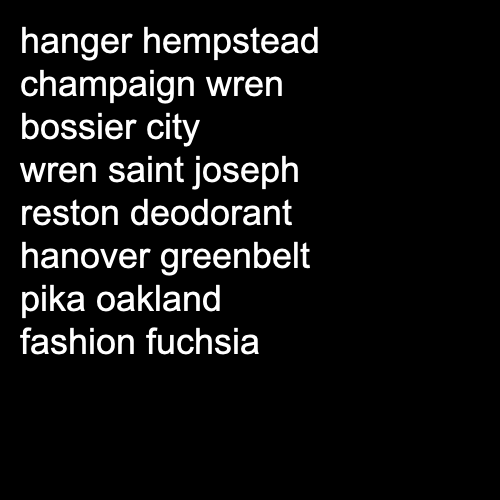 hanger hempstead
champaign wren
bossier city
wren saint joseph
reston deodorant
hanover greenbelt
pika oakland
fashion fuchsia